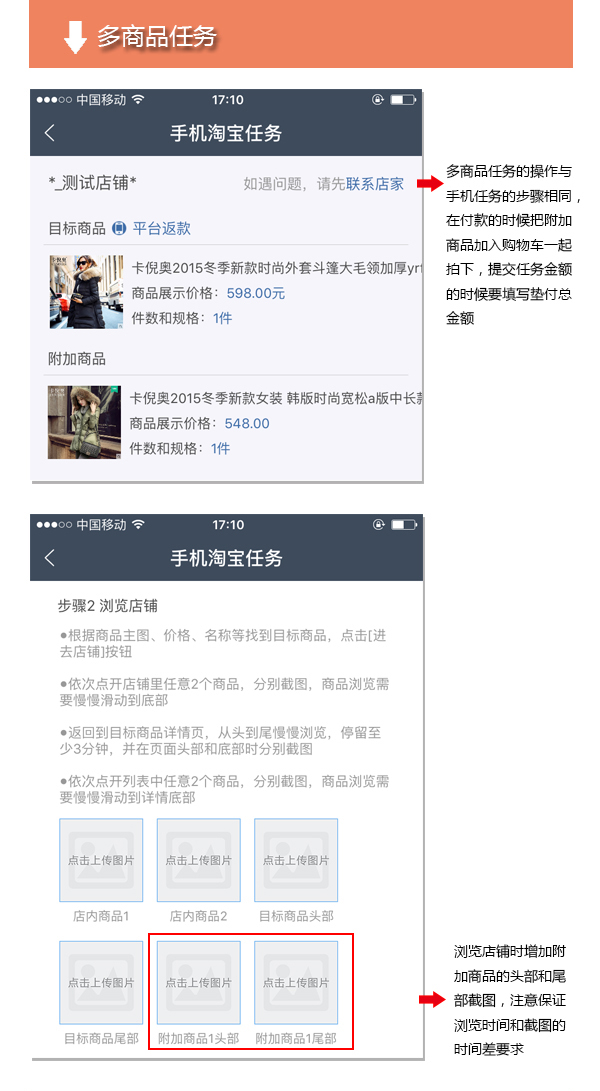 多商品任务
中国移动 17:10
手机淘宝任务
*_测试店铺* 如遇问题，请先联系店家
目标商品 平台返款
卡倪奥2015冬季新款时尚外套斗篷大毛领加厚yrf
商品展示价格：598.00元
件数和规格：1件
附加商品
卡倪奥2015冬季新款女装 韩版时尚宽松a版中长款
商品展示价格：548.00
件数和规格：1件
多商品任务的操作与
手机任务的步骤相同，
在付款的时候把附加
商品加入购物车一起
拍下，提交任务金额
的时候要填写垫付总
金额
中国移动 17:10
手机淘宝任务
步骤2 浏览店铺
●根据商品主图、价格、名称等找到目标商品，点击[进
去店铺]按钮
●依次点开店铺里任意2个商品，分别截图，商品浏览需
要慢慢滑动到底部
●返回到目标商品详情页，从头到尾慢慢浏览，停留至
少3分钟，并在页面头部和底部时分别截图
●依次点开列表中任意2个商品，分别截图，商品浏览需
要慢慢滑动到详情底部
点击上传图片 点击上传图片 点击上传图片
店内商品1 店内商品2 目标商品头部
点击上传图片 点击上传图片 点击上传图片
目标商品尾部 附加商品1头部 附加商品1尾部
浏览店铺时增加附
加商品的头部和尾
部截图，注意保证
浏览时间和截图的
时间差要求